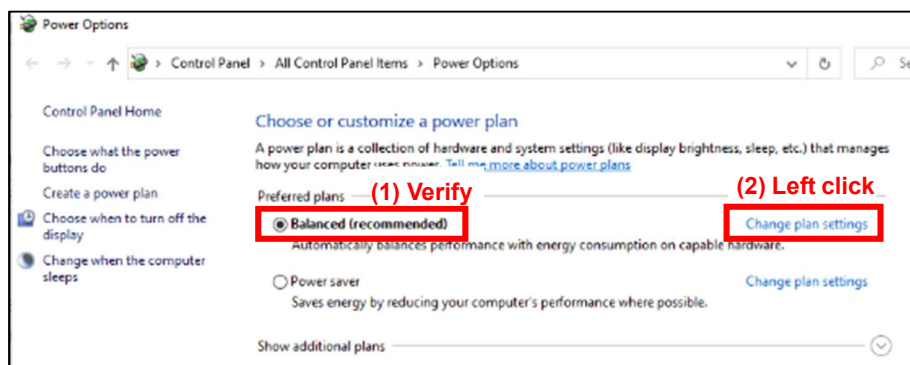 Power Options
Control Panel > All Control Panel Items > Power Options
Se
Control Panel Home
Choose what the power
buttons do
Create a power plan
Choose when to turn off the
display
Change when the computer
sleeps
Choose or customize a power plan
A power plan is a collection of hardware and system settings (like display brightness, sleep, etc.) that manages
how your computer uses power. Tell me more about power plans
Preferred plans
(1) Verify
(2) Left click
Balanced (recommended)
Change plan settings
Automatically balances performance with energy consumption on capable hardware.
Power saver
Change plan settings
Saves energy by reducing your computer's performance where possible.
Show additional plans